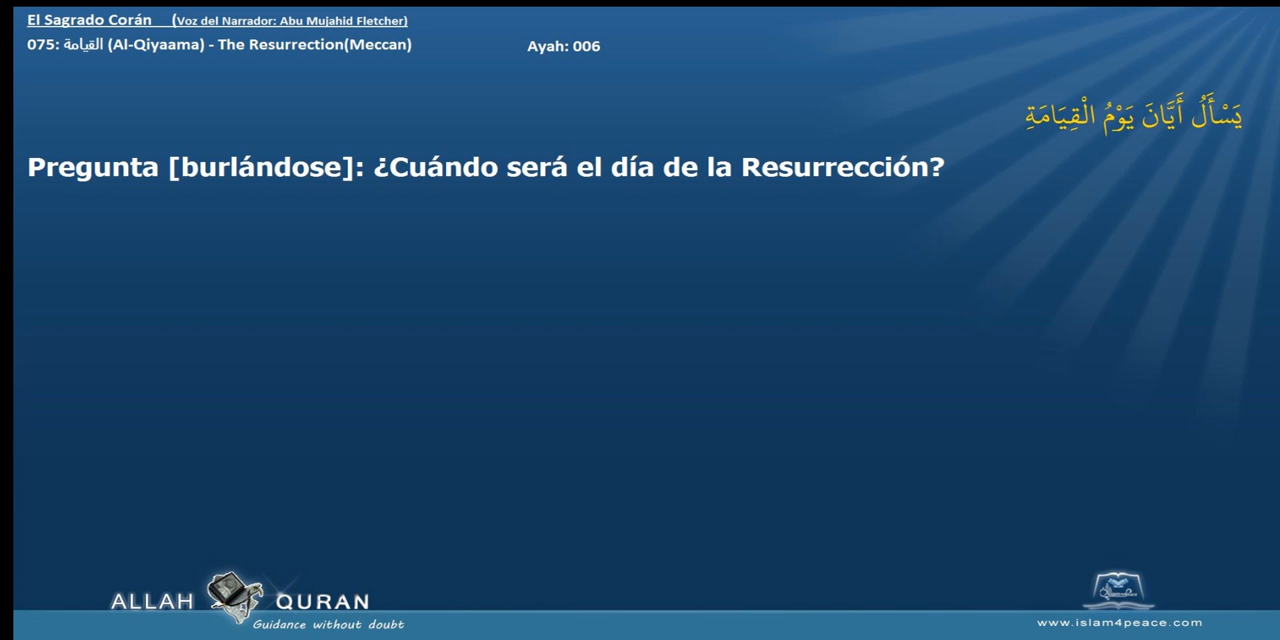 El Sagrado Corán (Voz del Narrador: Abu Mujahid Fletcher)
075: القيامة (Al-Qiyaama) - The Resurrection(Meccan) Ayah: 006
يَسْأَلُ أَيَّانَ يَوْمُ الْقِيَامَةِ
Pregunta [burlándose]: ¿Cuándo será el día de la Resurrección?
ALLAH QURAN
Guidance without doubt
www.islam4peace.com